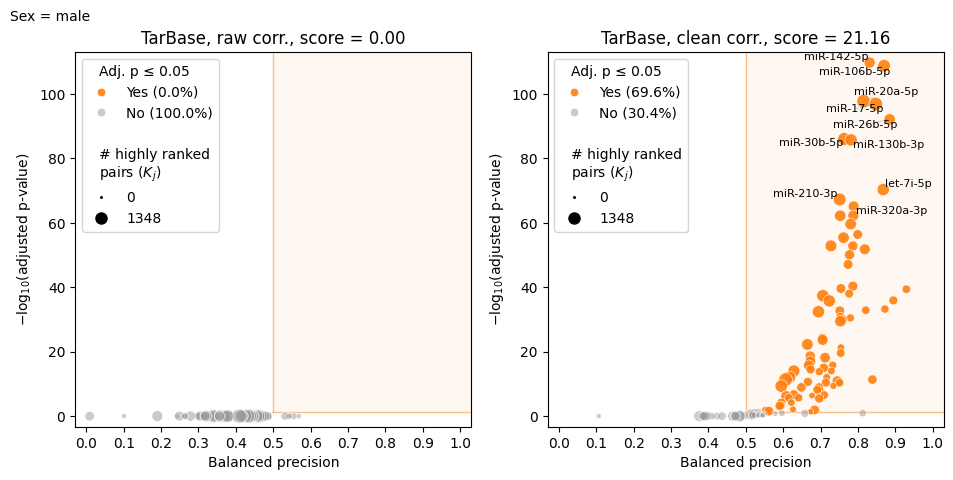 Sex = male
TarBase, raw corr., score = 0.00
Adj. p ≤ 0.05
Yes (0.0%)
No (100.0%)
# highly ranked
pairs (Kj)
0
1348
100
80
60
40
20
0
0.0 0.1 0.2 0.3 0.4 0.5 0.6 0.7 0.8 0.9 1.0
Balanced precision
−log10(adjusted p-value)
TarBase, clean corr., score = 21.16
Adj. p ≤ 0.05
Yes (69.6%)
No (30.4%)
# highly ranked
pairs (Kj)
0
1348
miR-142-5p
miR-106b-5p
miR-20a-5p
miR-17-5p
miR-26b-5p
miR-30b-5p
miR-130b-3p
let-7i-5p
miR-210-3p
miR-320a-3p
100
80
60
40
20
0
0.0 0.1 0.2 0.3 0.4 0.5 0.6 0.7 0.8 0.9 1.0
Balanced precision
−log10(adjusted p-value)